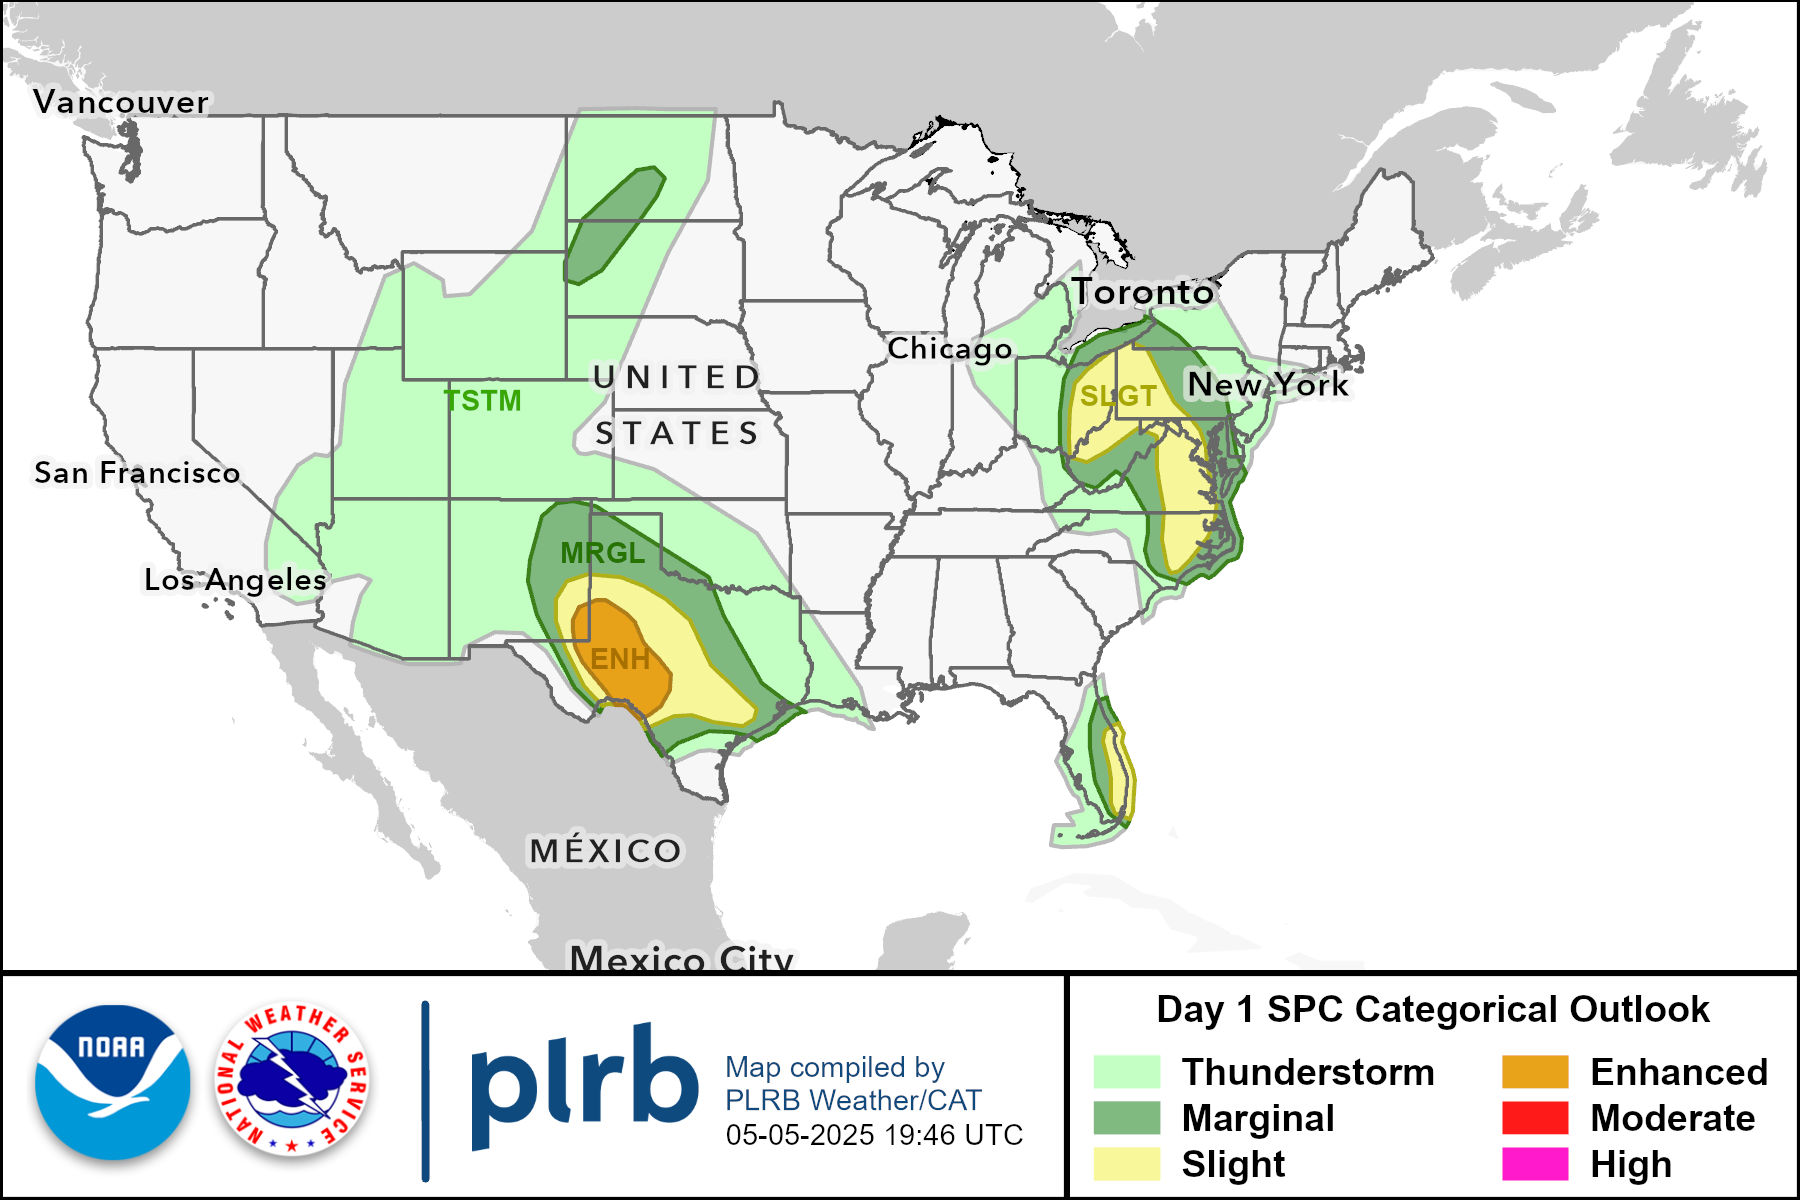 Vancouver
Toronto
Chicago
UNITED
STATES
New York
TSTM
SLGT
San Francisco
MRGL
Los Angeles
ENH
MÉXICO
Mexico City
NOAA
NATIONAL WEATHER SERVICE
plrb
Map compiled by
PLRB Weather/CAT
05-05-2025 19:46 UTC
Day 1 SPC Categorical Outlook
Thunderstorm
Marginal
Slight
Enhanced
Moderate
High